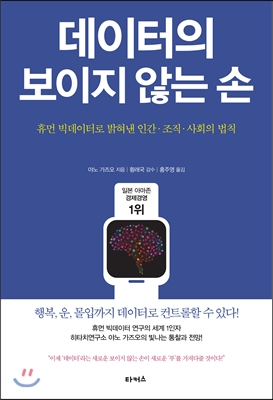 데이터의
보이지 않는 손
휴먼 빅데이터로 밝혀낸 인간 · 조직 · 사회의 법칙
야노 가즈오 지음 | 황래국 감수 | 홍주영 옮김
일본 아마존
경제경영
1위
행복, 운, 몰입까지 데이터로 컨트롤할 수 있다!
휴먼 빅데이터 연구의 세계 1인자
히타치연구소 야노 가즈오의 빛나는 통찰과 전망!
"이제 '데이터'라는 새로운 보이지 않는 손이 새로운 '부'를 가져다줄 것이다!"
타커스